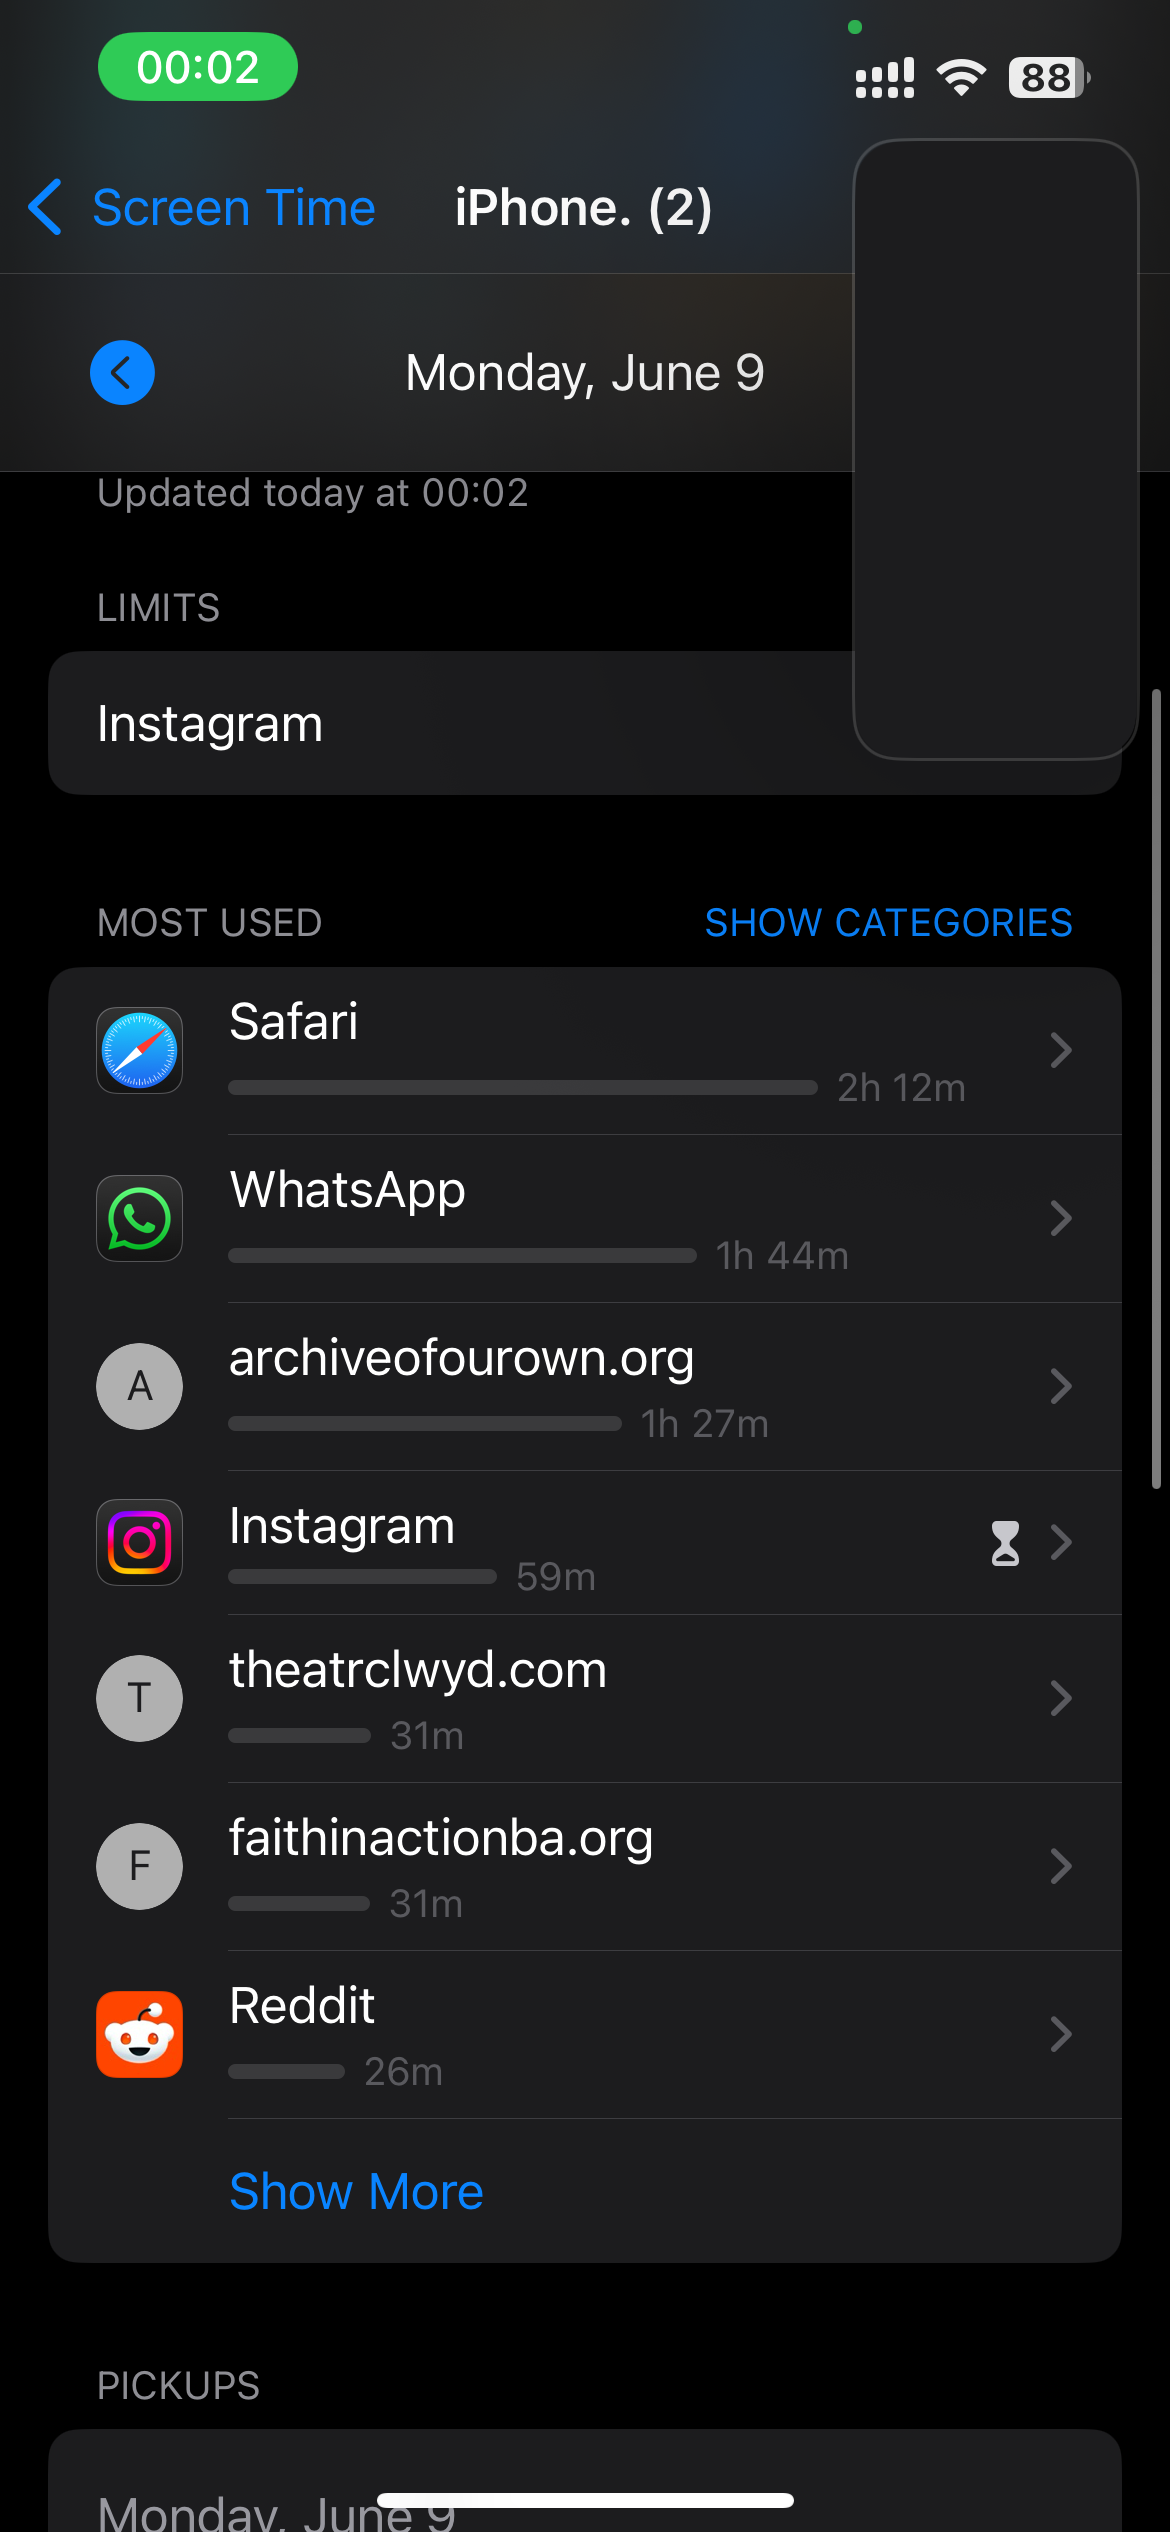 00:02
88
Screen Time
iPhone. (2)
Monday, June 9
Updated today at 00:02
LIMITS
Instagram
MOST USED
SHOW CATEGORIES
Safari
2h 12m
WhatsApp
1h 44m
A
archiveofourown.org
1h 27m
Instagram
59m
T
theatrclwyd.com
31m
F
faithinactionba.org
31m
Reddit
26m
Show More
PICKUPS
Monday, June 9